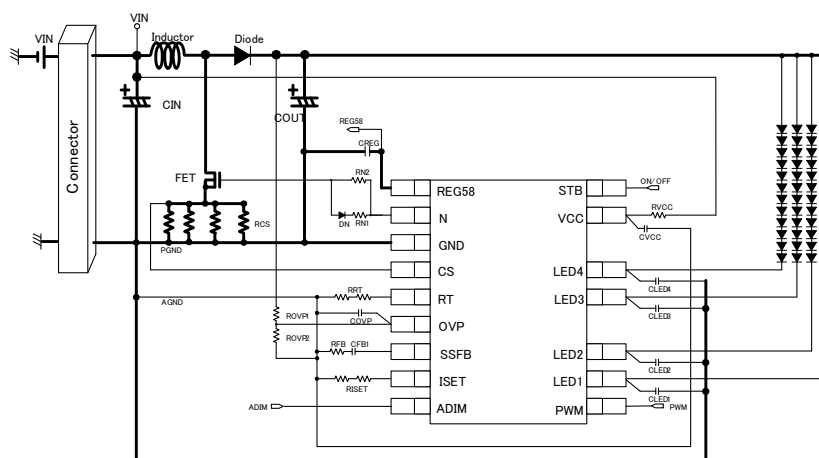 VIN
VIN
Inductor
Diode
Connector
CIN
COUT
REG58
CREG
FET
RN2
REG58
STB
ON/OFF
RCS
DN
RN1
N
VCC
RVCC
CVCC
PGND
GND
CS
LED4
CLED4
AGND
RRT
RT
LED3
CLED3
ROVP1
COVP
OVP
ROVP2
RFB
CFB1
SSFB
LED2
CLED2
RISET
ISET
LED1
CLED1
ADIM
ADIM
PWM
PWM